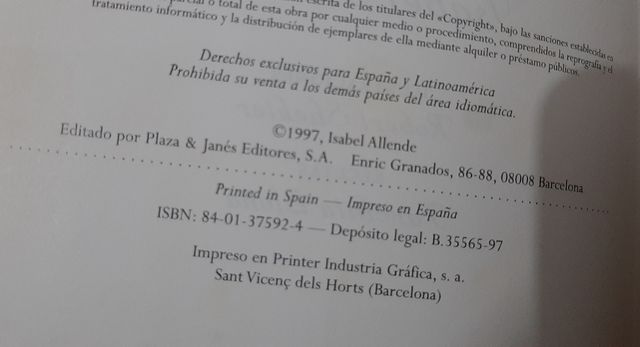 escrita de los titulares del «Copyright», bajo las sanciones establecidas en
parcial o total de esta obra por cualquier medio o procedimiento, comprendidos la reprografía y el
tratamiento informático y la distribución de ejemplares de ella mediante alquiler o préstamo públicos.
Derechos exclusivos para España y Latinoamérica
Prohibida su venta a los demás países del área idiomática.
©1997, Isabel Allende
Editado por Plaza & Janés Editores, S.A. Enric Granados, 86-88, 08008 Barcelona
Printed in Spain — Impreso en España
ISBN: 84-01-37592-4 — Depósito legal: B.35565-97
Impreso en Printer Industria Gráfica, s. a.
Sant Vicenç dels Horts (Barcelona)